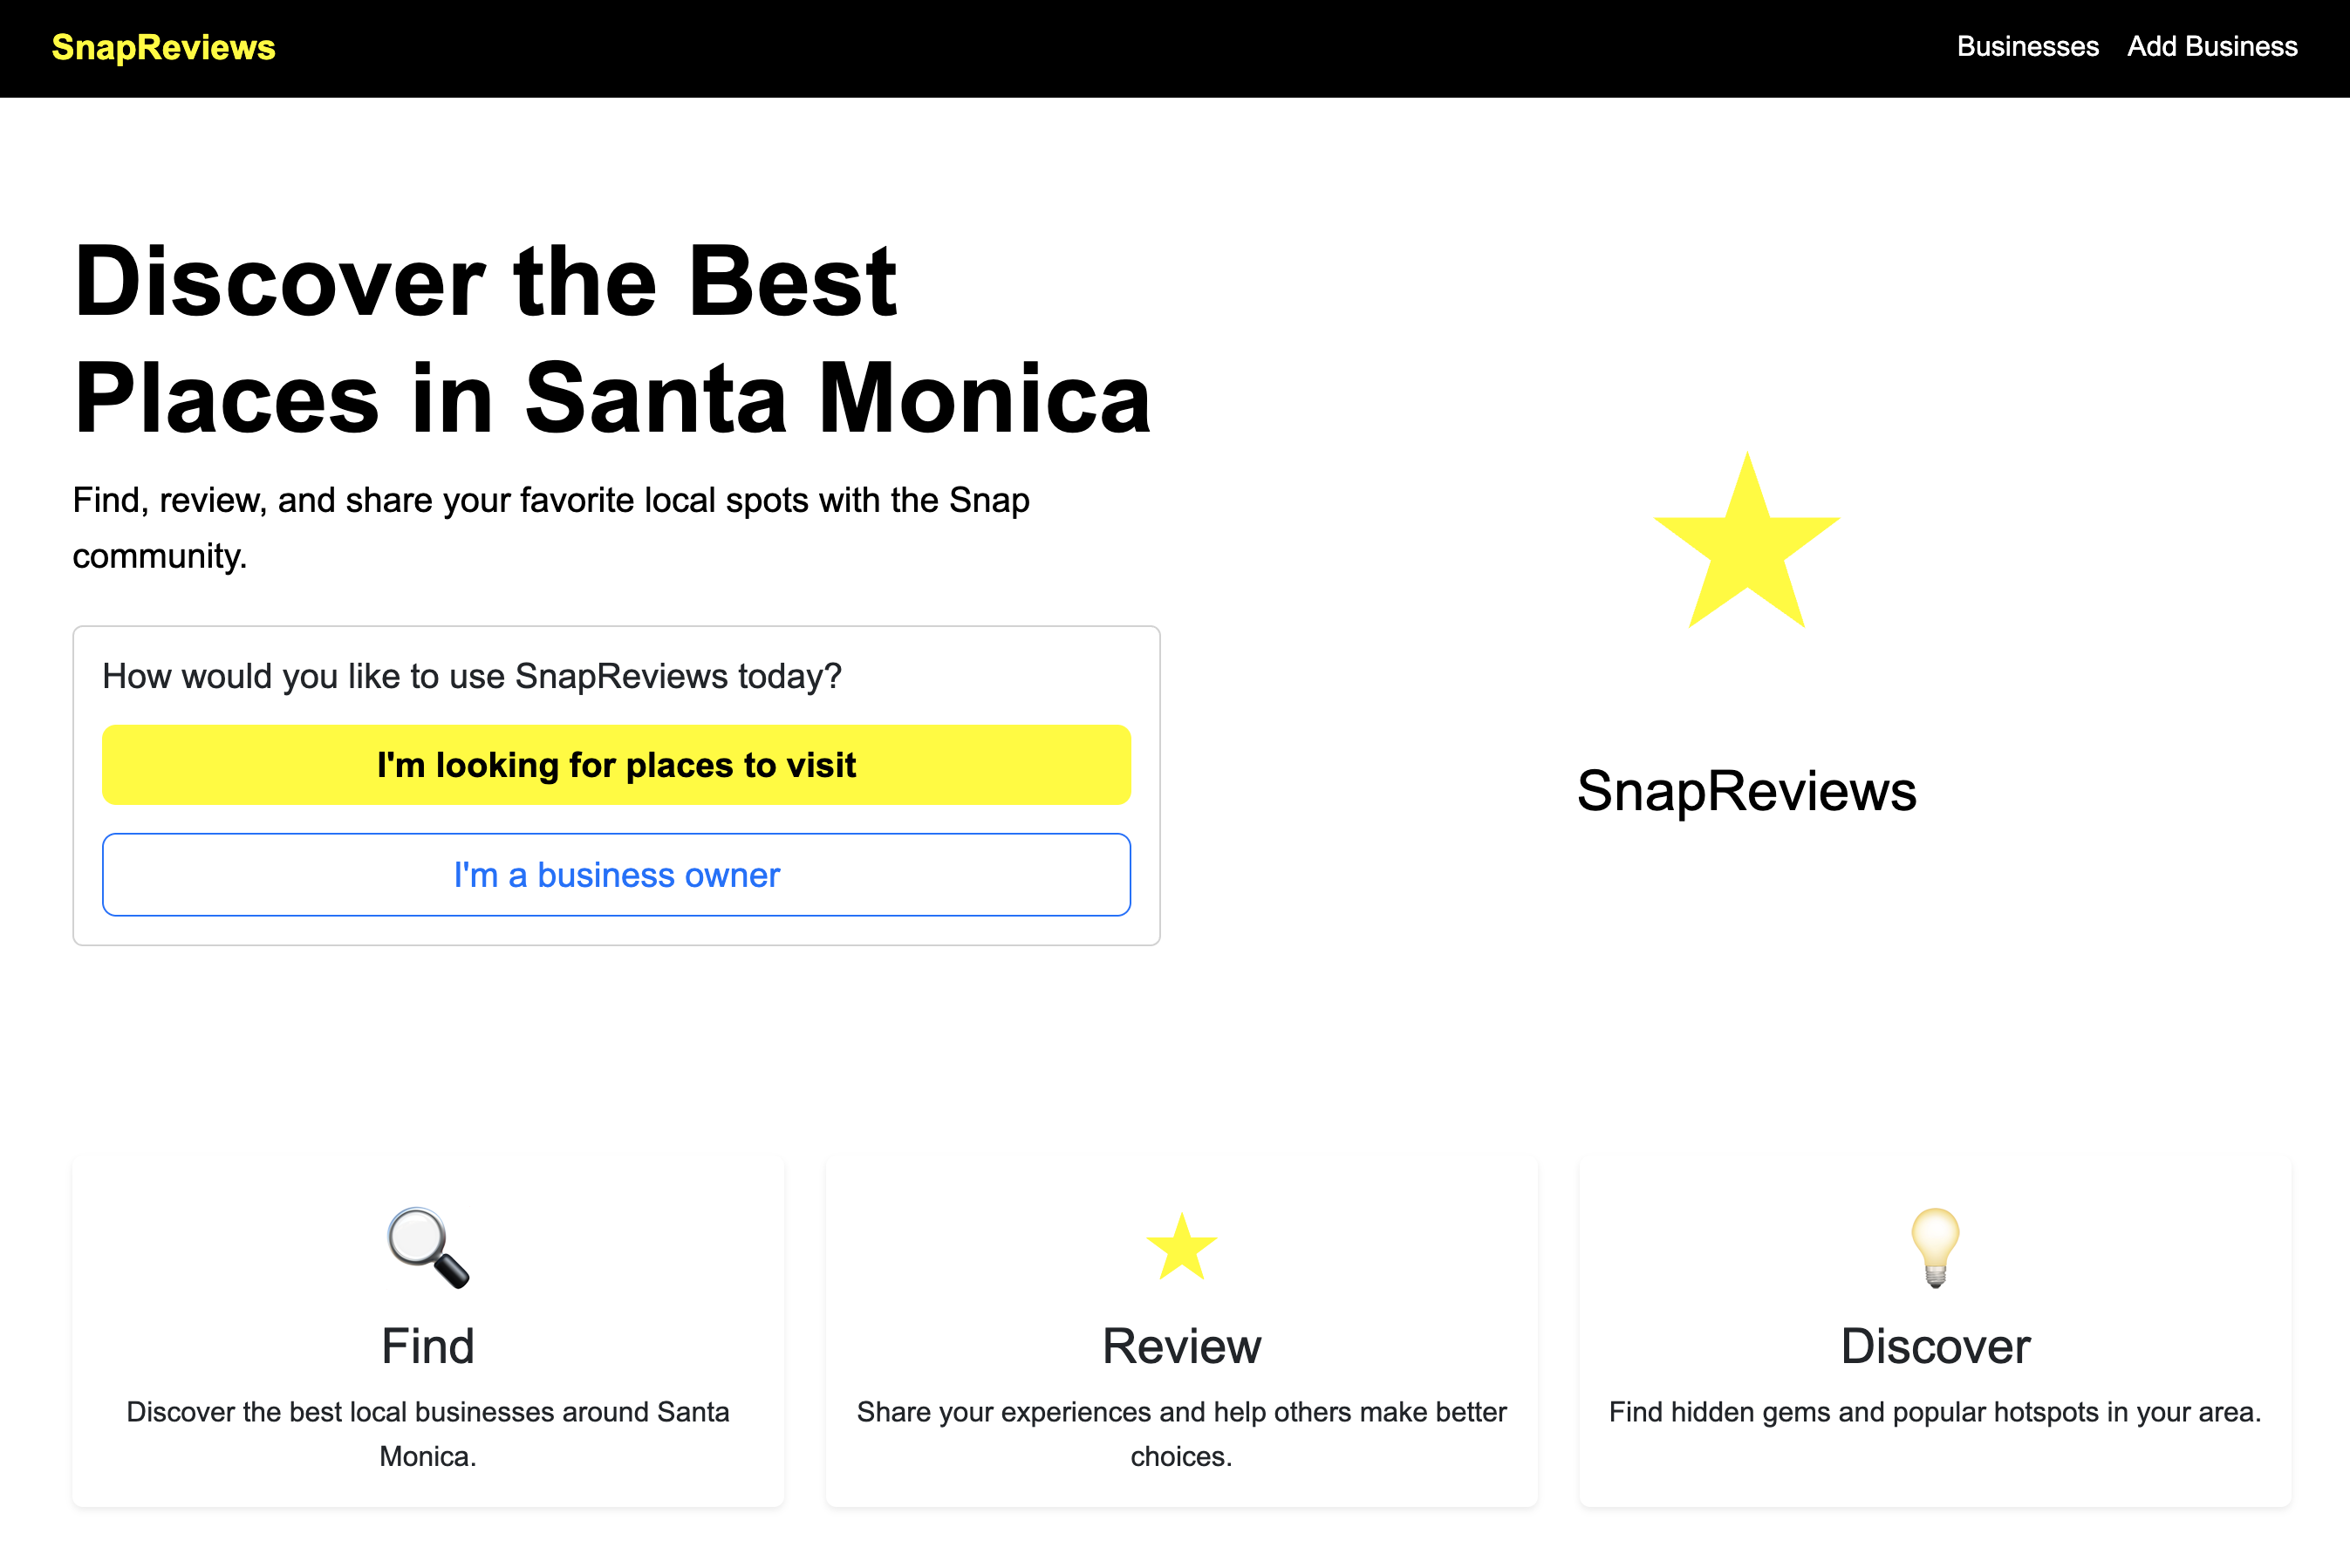 SnapReviews
Businesses
Add Business
Discover the Best
Places in Santa Monica
Find, review, and share your favorite local spots with the Snap
community.
How would you like to use SnapReviews today?
I'm looking for places to visit
I'm a business owner
SnapReviews
Find
Discover the best local businesses around Santa
Monica.
Review
Share your experiences and help others make better
choices.
Discover
Find hidden gems and popular hotspots in your area.